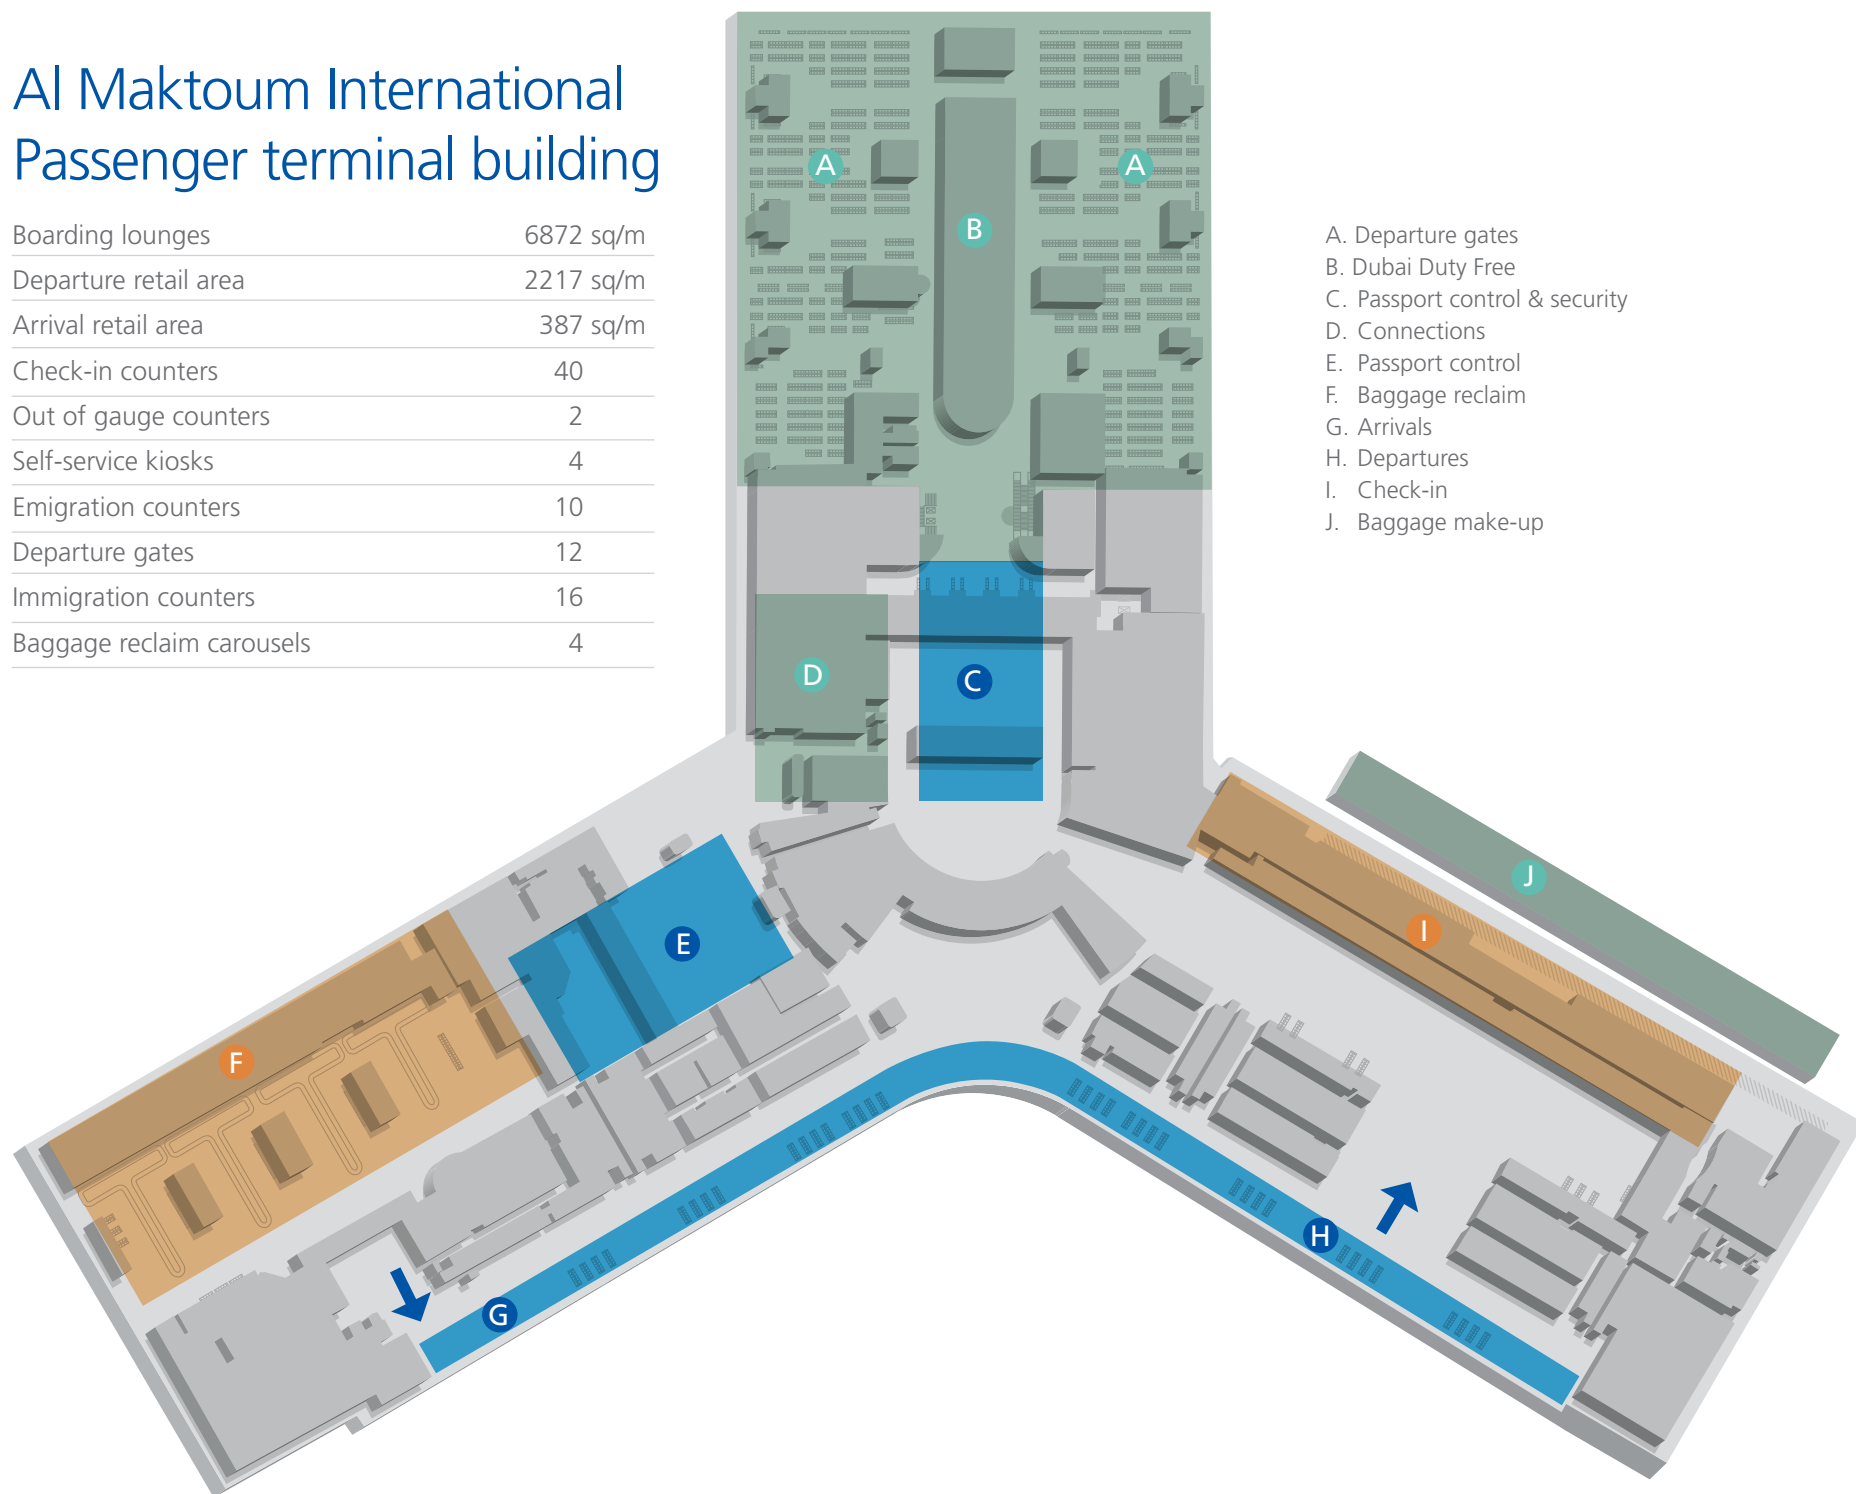 Al Maktoum International
Passenger terminal building
Boarding lounges 6872 sq/m
Departure retail area 2217 sq/m
Arrival retail area 387 sq/m
Check-in counters 40
Out of gauge counters 2
Self-service kiosks 4
Emigration counters 10
Departure gates 12
Immigration counters 16
Baggage reclaim carousels 4
A. Departure gates
B. Dubai Duty Free
C. Passport control & security
D. Connections
E. Passport control
F. Baggage reclaim
G. Arrivals
H. Departures
I. Check-in
J. Baggage make-up
A
A
B
D
C
J
I
E
F
H
G